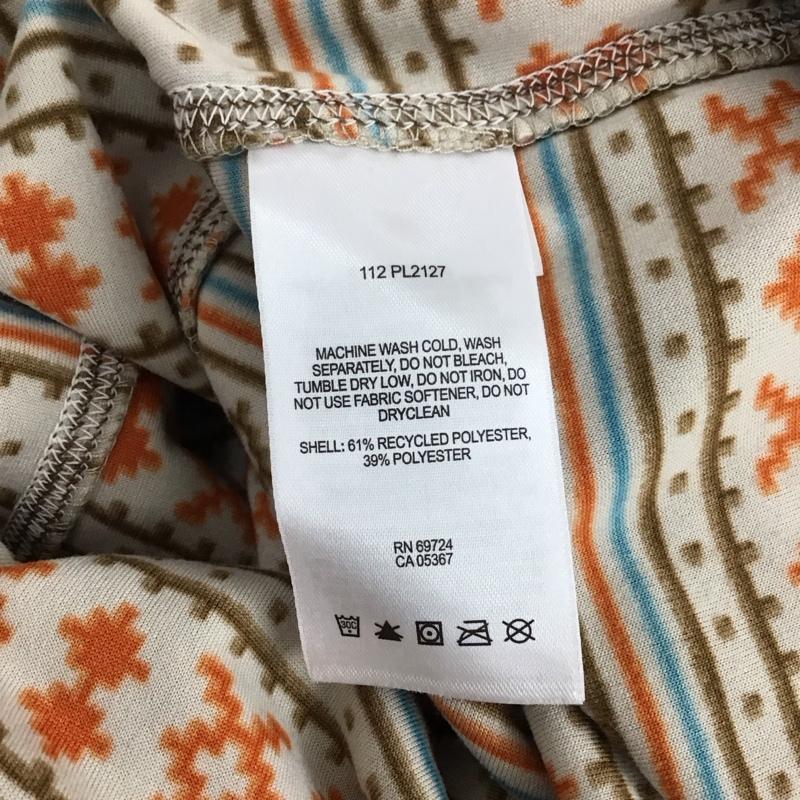 112 PL2127
MACHINE WASH COLD, WASH
SEPARATELY, DO NOT BLEACH,
TUMBLE DRY LOW, DO NOT IRON, DO
NOT USE FABRIC SOFTENER, DO NOT
DRYCLEAN
SHELL: 61% RECYCLED POLYESTER,
39% POLYESTER
RN 69724
CA 05367
30C